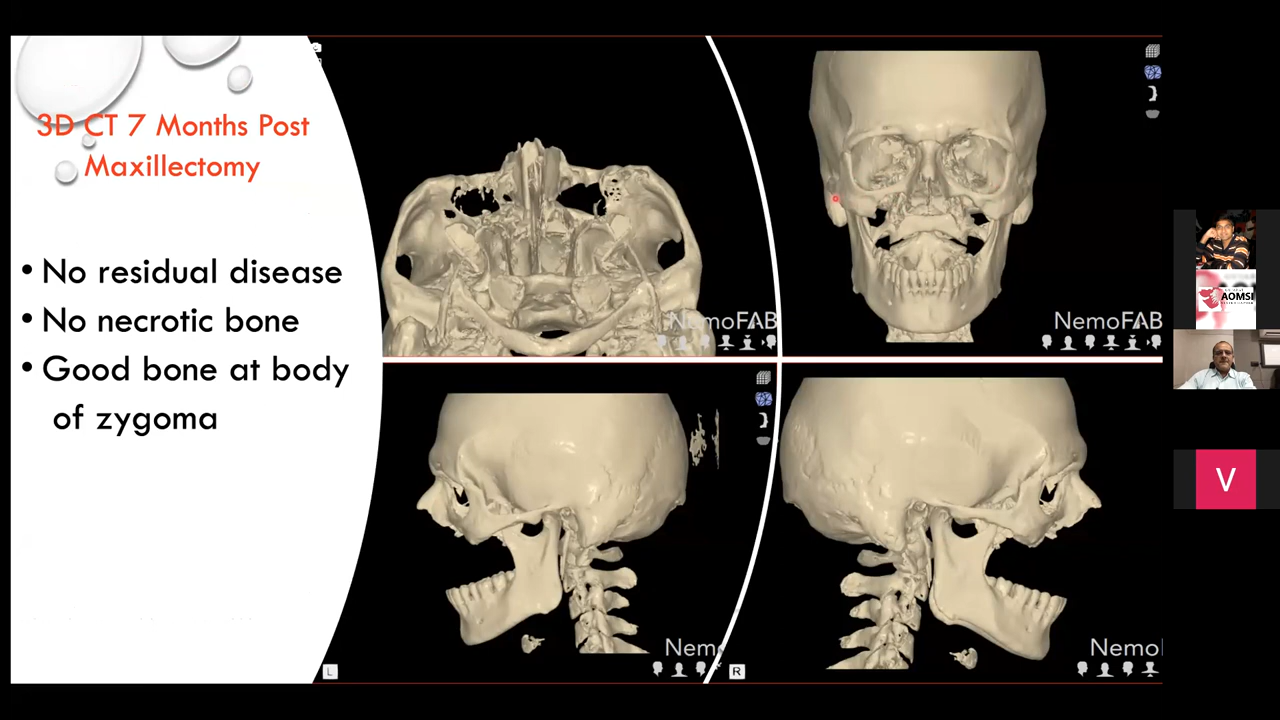 3D CT 7 Months Post
Maxillectomy
• No residual disease
• No necrotic bone
• Good bone at body
of zygoma
NemoFAB
NemoFAB
Nem
Nemo
L
R
AOMSI
V